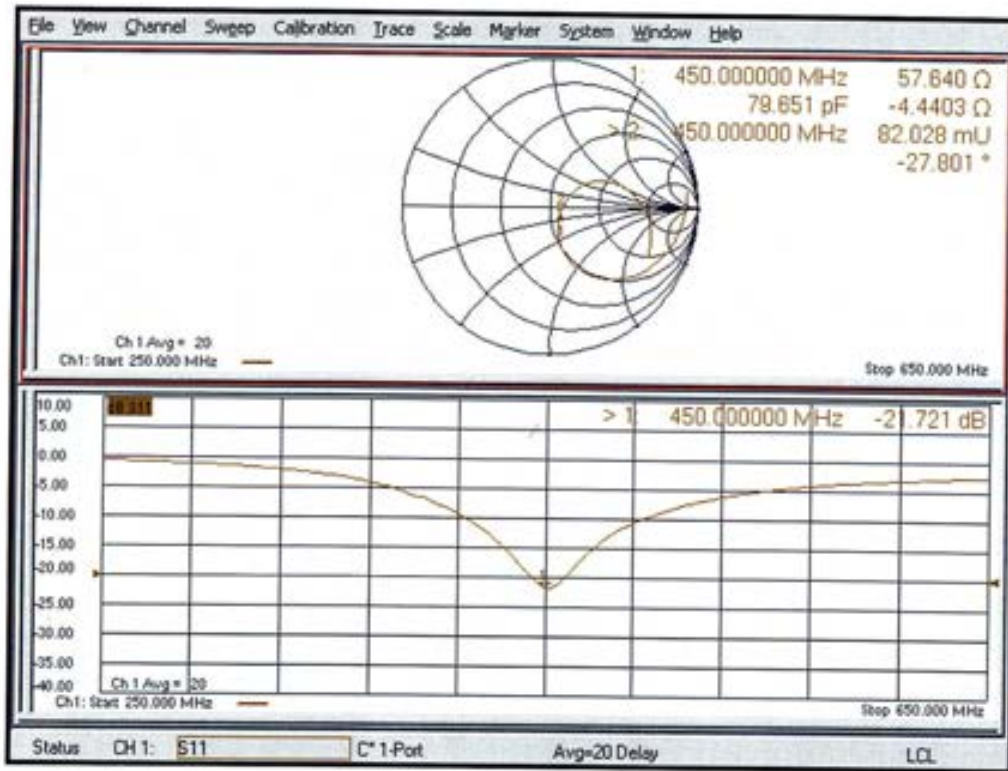 File View Channel Sweep Calibration Trace Scale Marker System Window Help
1: 450.000000 MHz 57.640 Ω
79.651 pF -4.4403 Ω
> 2: 450.000000 MHz 82.028 mU
-27.801 °
Ch 1 Avg = 20
Ch1: Start 250.000 MHz
Stop 650.000 MHz
10.00
5.00
0.00
-5.00
-10.00
-15.00
-20.00
-25.00
-30.00
-35.00
-40.00
> 1: 450.000000 MHz -21.721 dB
Ch 1 Avg = 20
Ch1: Start 250.000 MHz
Stop 650.000 MHz
Status CH 1: S11 C* 1-Port Avg=20 Delay LCL